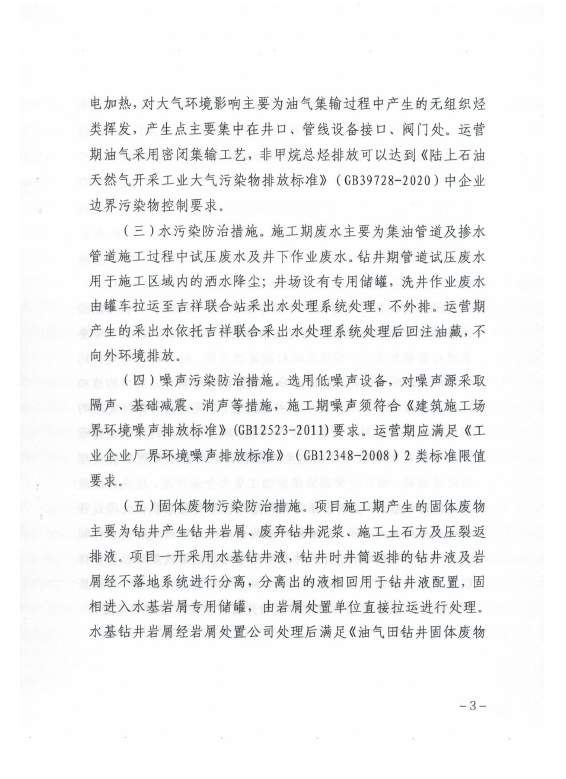 电加热，对大气环境影响主要为油气集输过程中产生的无组织烃
类挥发，产生点主要集中在井口、管线设备接口、阀门处。运营
期油气采用密闭集输工艺，非甲烷总烃排放可以达到《陆上石油
天然气开采工业大气污染物排放标准》（GB39728-2020）中企业
边界污染物控制要求。
（三）水污染防治措施。施工期废水主要为集油管道及掺水
管道施工过程中试压废水及井下作业废水。钻井期管道试压废水
用于施工区域内的洒水降尘；井场设有专用储罐，洗井作业废水
由罐车拉运至吉祥联合站采出水处理系统处理，不外排。运营期
产生的采出水依托吉祥联合采出水处理系统处理后回注油藏，不
向外环境排放。
（四）噪声污染防治措施。选用低噪声设备，对噪声源采取
隔声、基础减震、消声等措施，施工期噪声须符合《建筑施工场
界环境噪声排放标准》(GB12523-2011)要求。运营期应满足《工
业企业厂界环境噪声排放标准》（GB12348-2008）2 类标准限值
要求。
（五）固体废物污染防治措施。项目施工期产生的固体废物
主要为钻井产生钻井岩屑、废弃钻井泥浆、施工土石方及压裂返
排液。项目一开采用水基钻井液，钻井时井筒返排的钻井液及岩
屑经不落地系统进行分离，分离出的液相回用于钻井液配置，固
相进入水基岩屑专用储罐，由岩屑处置单位直接拉运进行处理。
水基钻井岩屑经岩屑处置公司处理后满足《油气田钻井固体废物
-3-